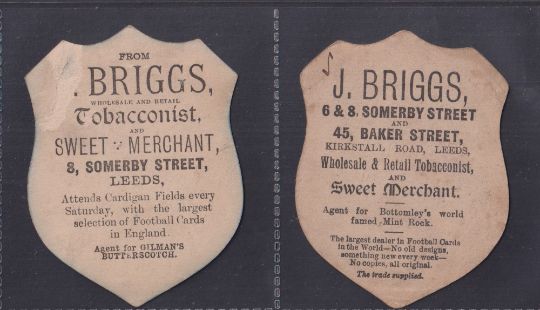 FROM
. BRIGGS,
WHOLESALE AND RETAIL
Tobacconist,
AND
SWEET MERCHANT,
8, SOMERBY STREET,
LEEDS,
Attends Cardigan Fields every
Saturday, with the largest
selection of Football Cards
in England.
Agent for GILMAN'S
BUTTERSCOTCH.
J. BRIGGS,
6 & 8, SOMERBY STREET
AND
45, BAKER STREET,
KIRKSTALL ROAD, LEEDS,
Wholesale & Retail Tobacconist,
AND
Sweet Merchant.
Agent for Bottomley's world
famed Mint Rock.
The largest dealer in Football Cards
in the World—No old designs,
something new every week—
No copies, all original.
The trade supplied.